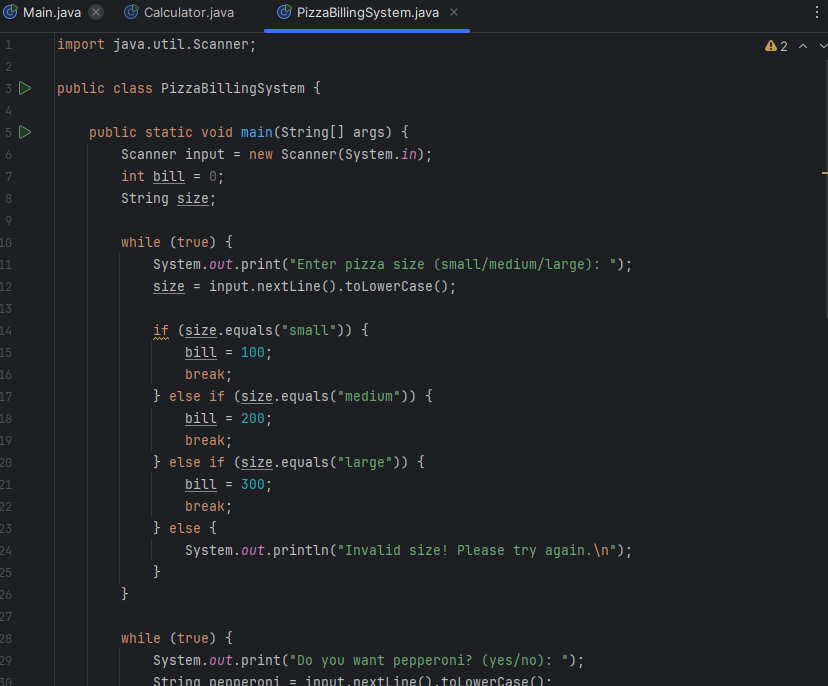 Main.java Calculator.java PizzaBillingSystem.java
1 import java.util.Scanner; 2
2
3 public class PizzaBillingSystem {
4
5 public static void main(String[] args) {
6 Scanner input = new Scanner(System.in);
7 int bill = 0;
8 String size;
9
10 while (true) {
11 System.out.print("Enter pizza size (small/medium/large): ");
12 size = input.nextLine().toLowerCase();
13
14 if (size.equals("small")) {
15 bill = 100;
16 break;
17 } else if (size.equals("medium")) {
18 bill = 200;
19 break;
20 } else if (size.equals("large")) {
21 bill = 300;
22 break;
23 } else {
24 System.out.println("Invalid size! Please try again.\n");
25 }
26 }
27
28 while (true) {
29 System.out.print("Do you want pepperoni? (yes/no): ");
30 String pepperoni = input.nextLine().toLowerCase();